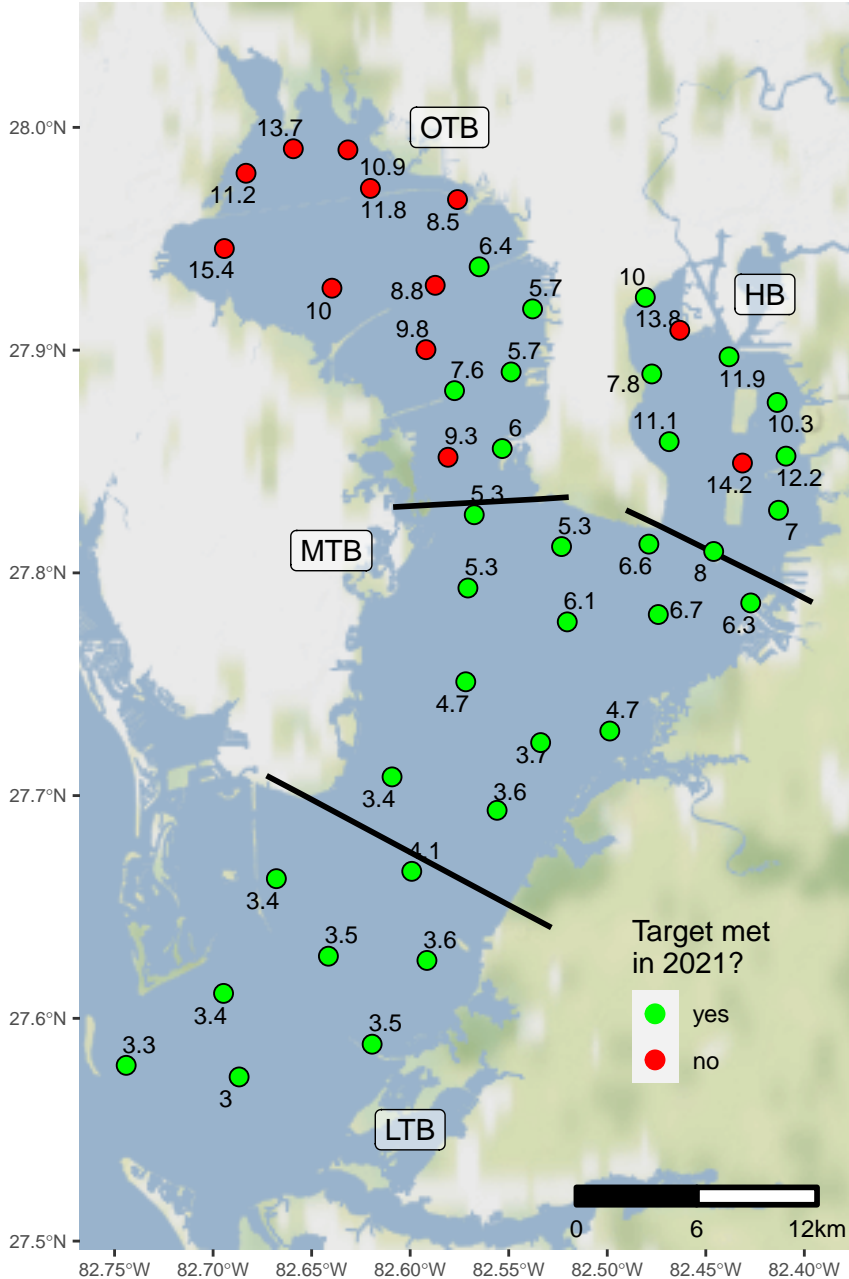 28.0°N
27.9°N
27.8°N
27.7°N
27.6°N
27.5°N
13.7
OTB
10.9
11.2
11.8
8.5
6.4
15.4
10
8.8
5.7
9.8
7.6
5.7
9.3
6
10
HB
13.8
7.8
11.9
11.1
10.3
14.2
12.2
7
5.3
MTB
5.3
6.6
8
5.3
6.1
6.7
6.3
4.7
4.7
3.7
3.4
3.6
4.1
3.4
3.5
3.6
3.4
3.3
3.5
3
LTB
Target met
in 2021?
yes
no
0 6 12km
82.75°W 82.70°W 82.65°W 82.60°W 82.55°W 82.50°W 82.45°W 82.40°W